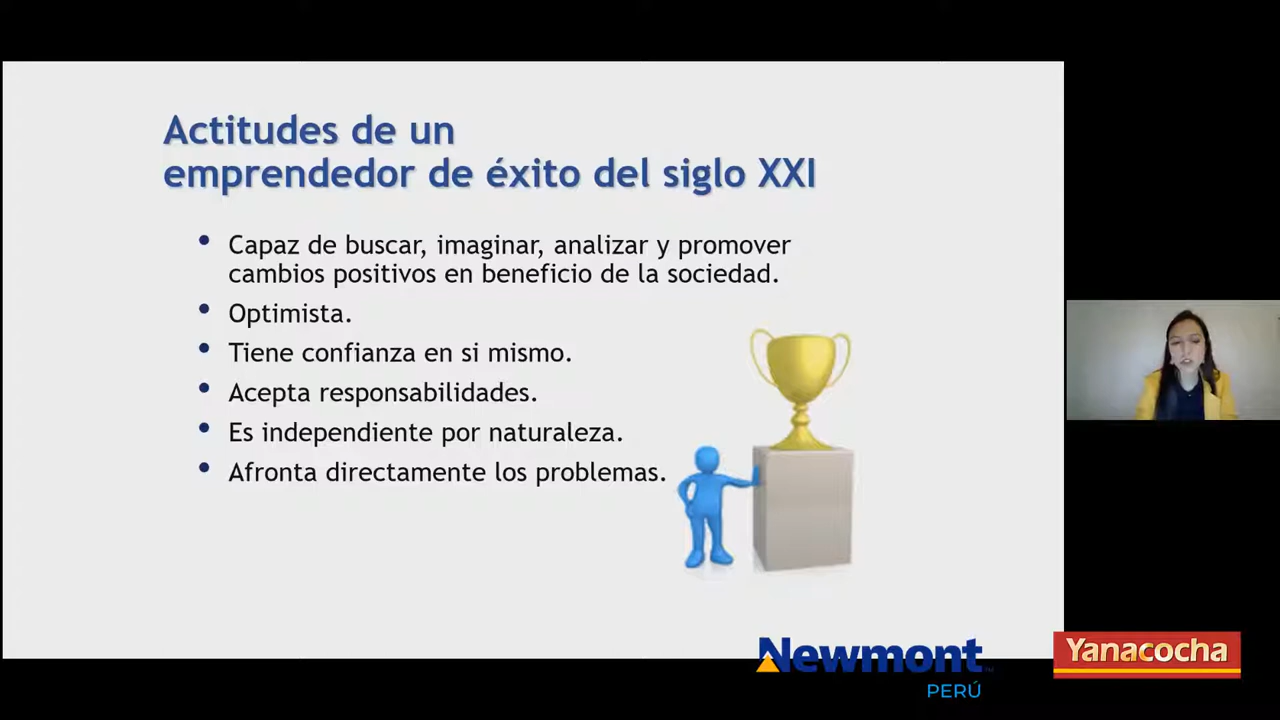 Actitudes de un
emprendedor de éxito del siglo XXI
• Capaz de buscar, imaginar, analizar y promover
cambios positivos en beneficio de la sociedad.
• Optimista.
• Tiene confianza en si mismo.
• Acepta responsabilidades.
• Es independiente por naturaleza.
• Afronta directamente los problemas.
Newmont™
PERÚ
Yanacocha